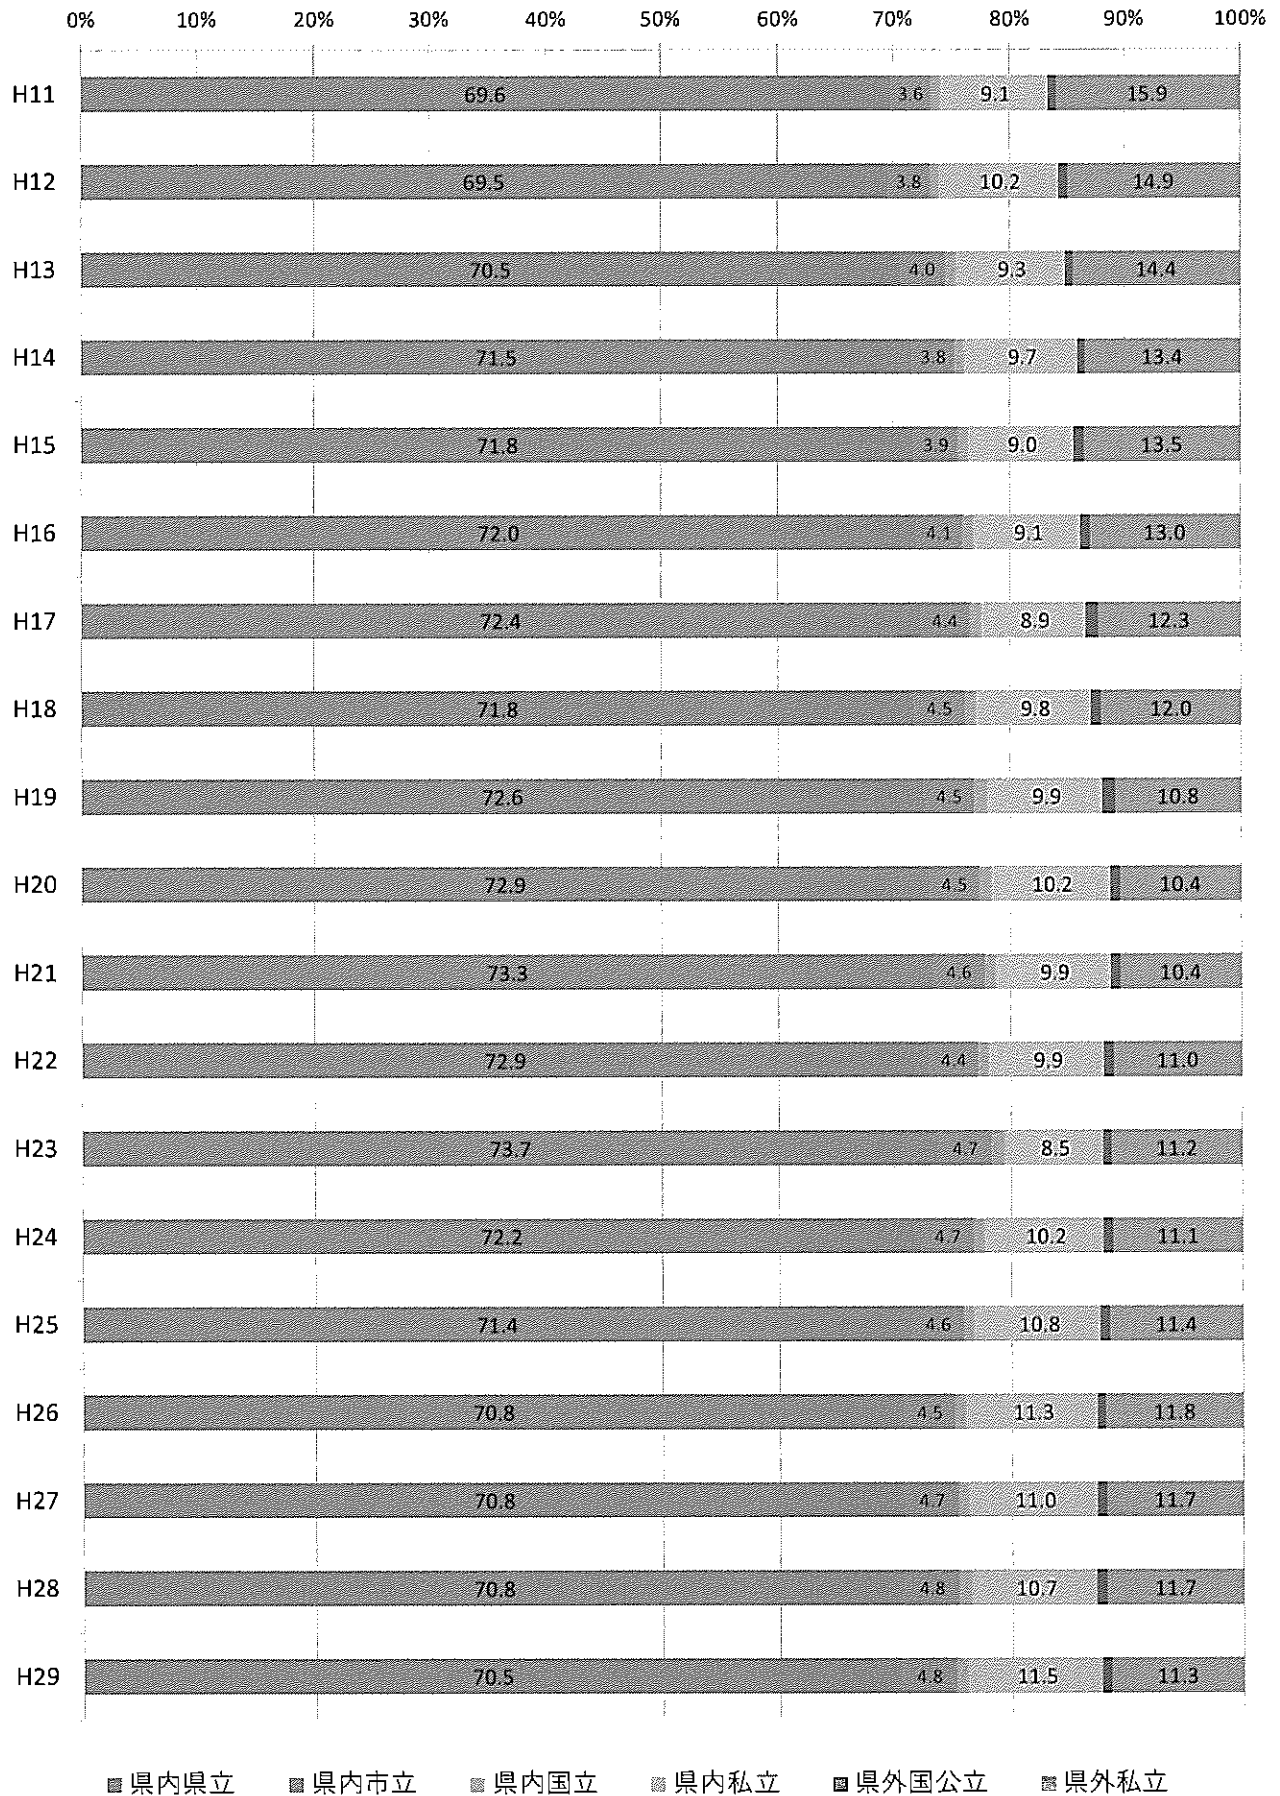 0% 10% 20% 30% 40% 50% 60% 70% 80% 90% 100%
H11 69.6 3.6 9.1 15.9
H12 69.5 3.8 10.2 14.9
H13 70.5 4.0 9.3 14.4
H14 71.5 3.8 9.7 13.4
H15 71.8 3.9 9.0 13.5
H16 72.0 4.1 9.1 13.0
H17 72.4 4.4 8.9 12.3
H18 71.8 4.5 9.8 12.0
H19 72.6 4.5 9.9 10.8
H20 72.9 4.5 10.2 10.4
H21 73.3 4.6 9.9 10.4
H22 72.9 4.4 9.9 11.0
H23 73.7 4.7 8.5 11.2
H24 72.2 4.7 10.2 11.1
H25 71.4 4.6 10.8 11.4
H26 70.8 4.5 11.3 11.8
H27 70.8 4.7 11.0 11.7
H28 70.8 4.8 10.7 11.7
H29 70.5 4.8 11.5 11.3
県内県立 県内市立 県内国立 県内私立 県外国公立 県外私立